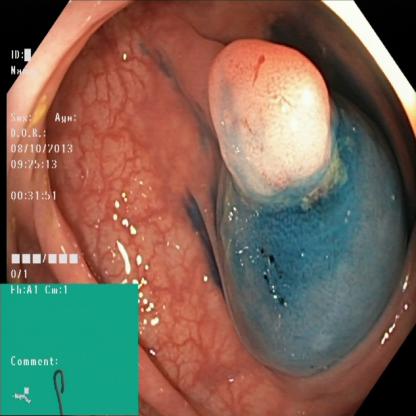 ID:
Sex: Age:
D.O.B.:
08/10/2013
09:25:13
00:31:51
/
0/1
Eh:A1 Cm:1
Comment: